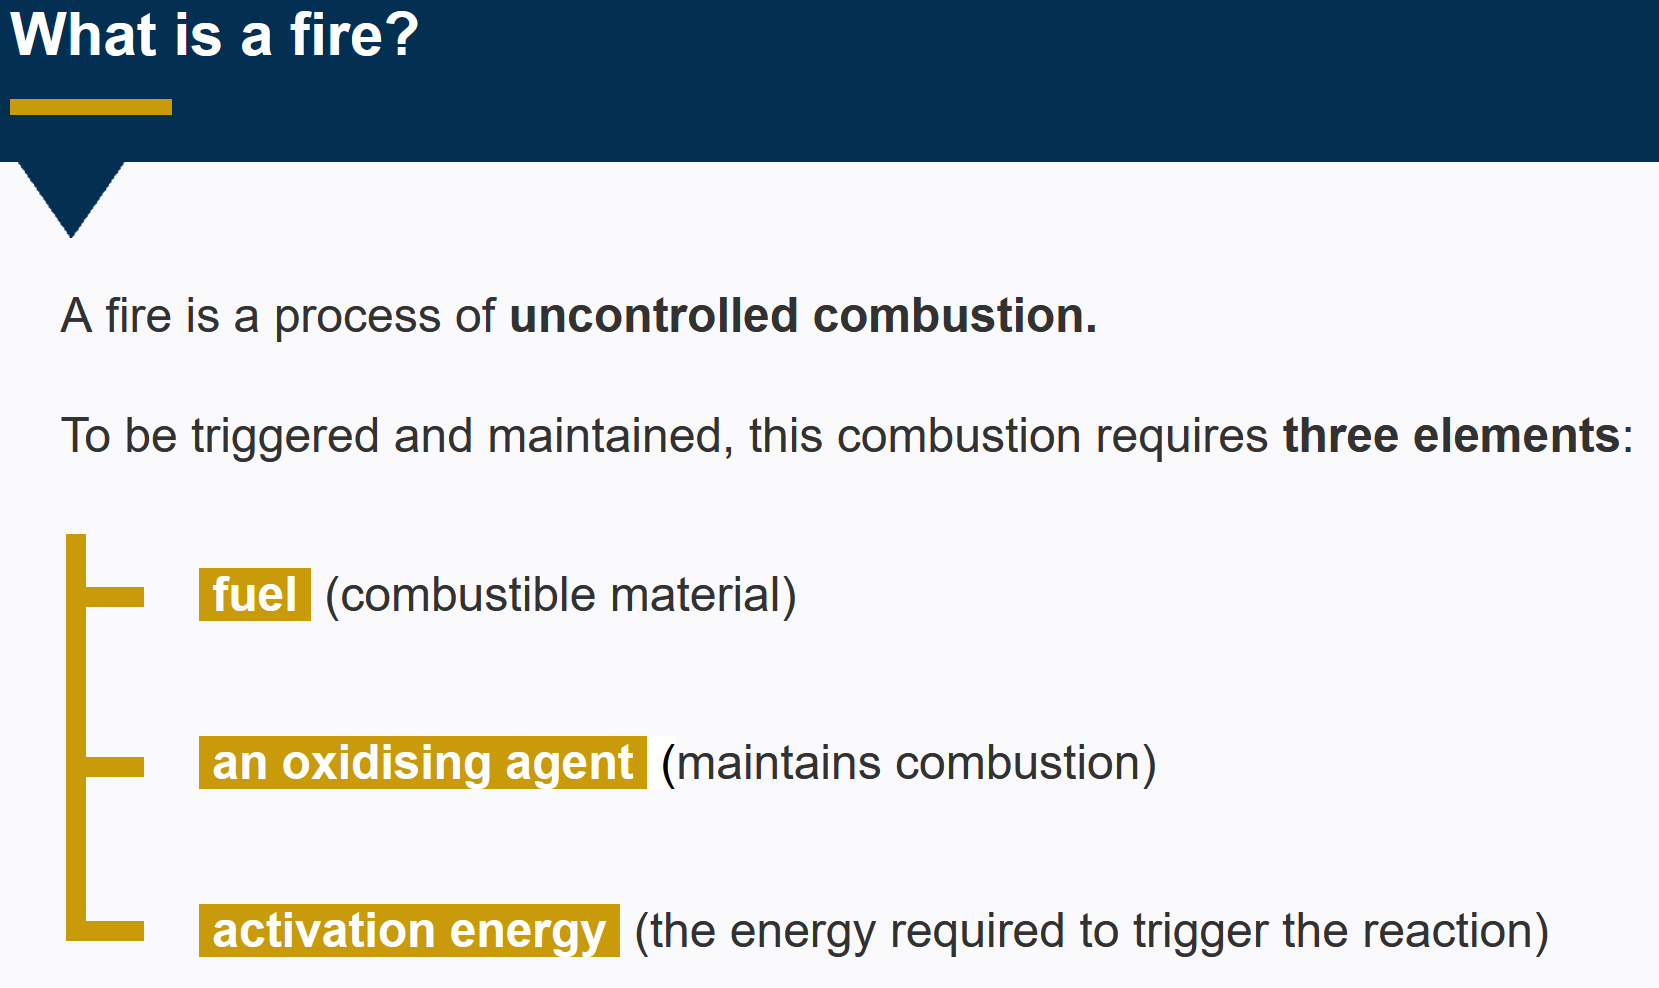 What is a fire?
A fire is a process of uncontrolled combustion.
To be triggered and maintained, this combustion requires three elements:
fuel (combustible material)
an oxidising agent (maintains combustion)
activation energy (the energy required to trigger the reaction)